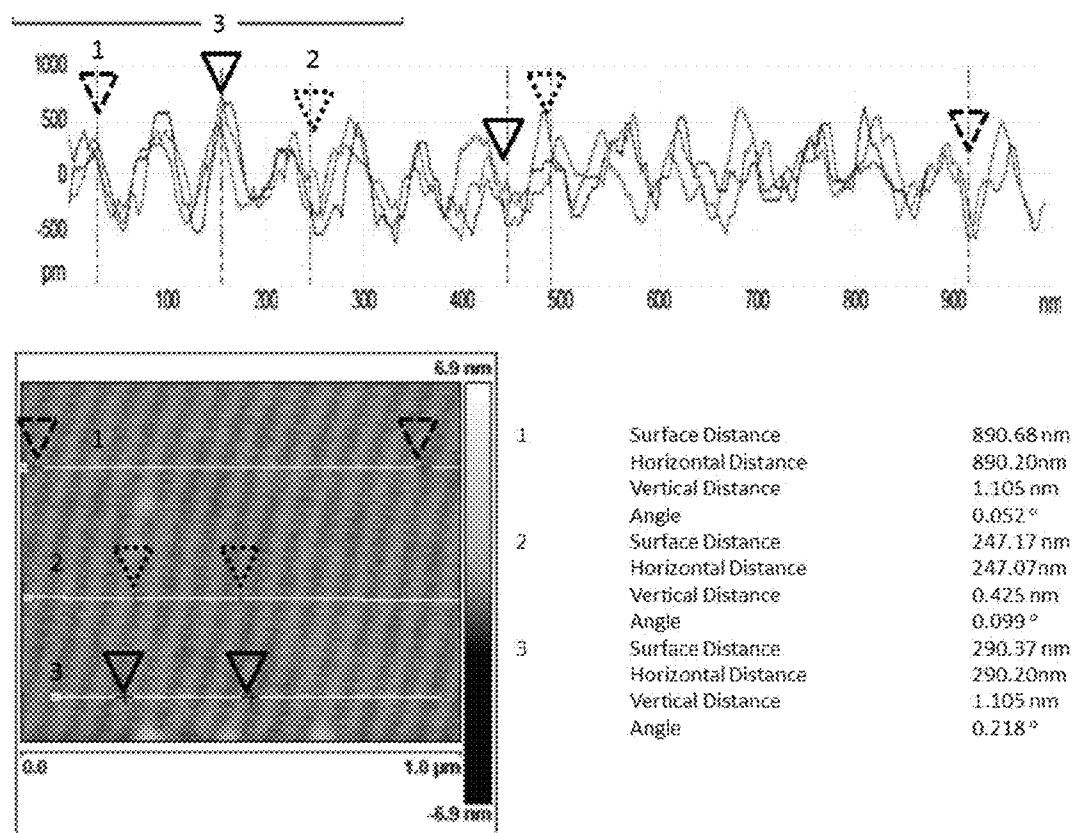 3
1
2
1000
500
0
-500
pm
100 200 300 400 500 600 700 800 900 nm
6.9 nm
1
2
3
0.0 1.0 µm
-6.9 nm
1 Surface Distance 890.68 nm
Horizontal Distance 890.20nm
Vertical Distance 1.105 nm
Angle 0.052 °
2 Surface Distance 247.17 nm
Horizontal Distance 247.07nm
Vertical Distance 0.425 nm
Angle 0.099 °
3 Surface Distance 290.37 nm
Horizontal Distance 290.20nm
Vertical Distance 1.105 nm
Angle 0.218 °